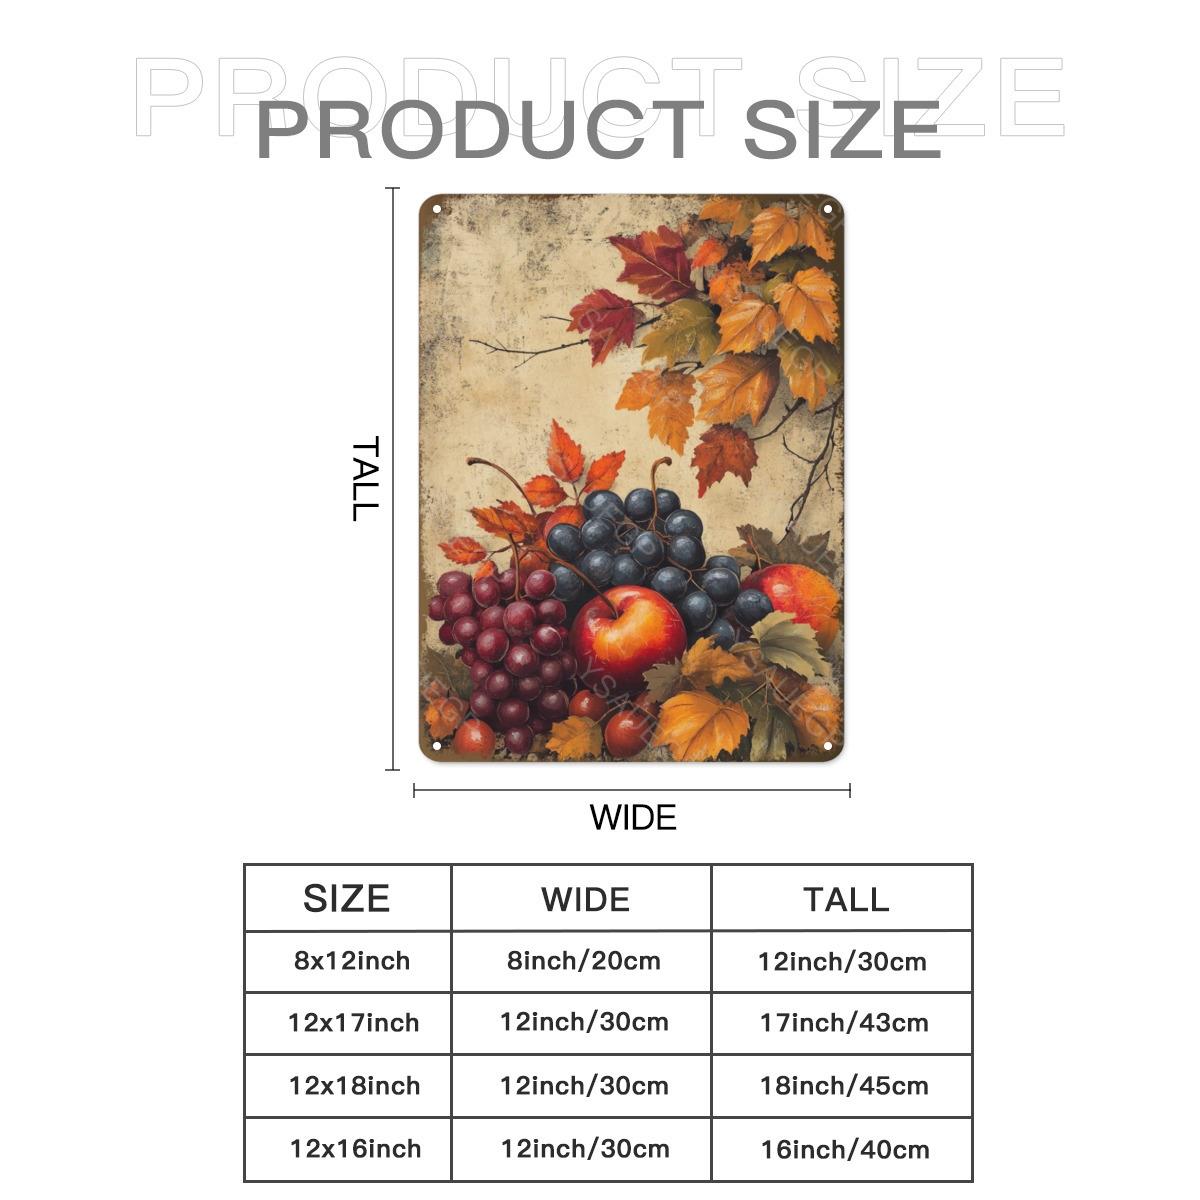 PRODUCT SIZE
PRODUCT SIZE
TALL
WIDE
SIZE WIDE TALL
8x12inch 8inch/20cm 12inch/30cm
12x17inch 12inch/30cm 17inch/43cm
12x18inch 12inch/30cm 18inch/45cm
12x16inch 12inch/30cm 16inch/40cm